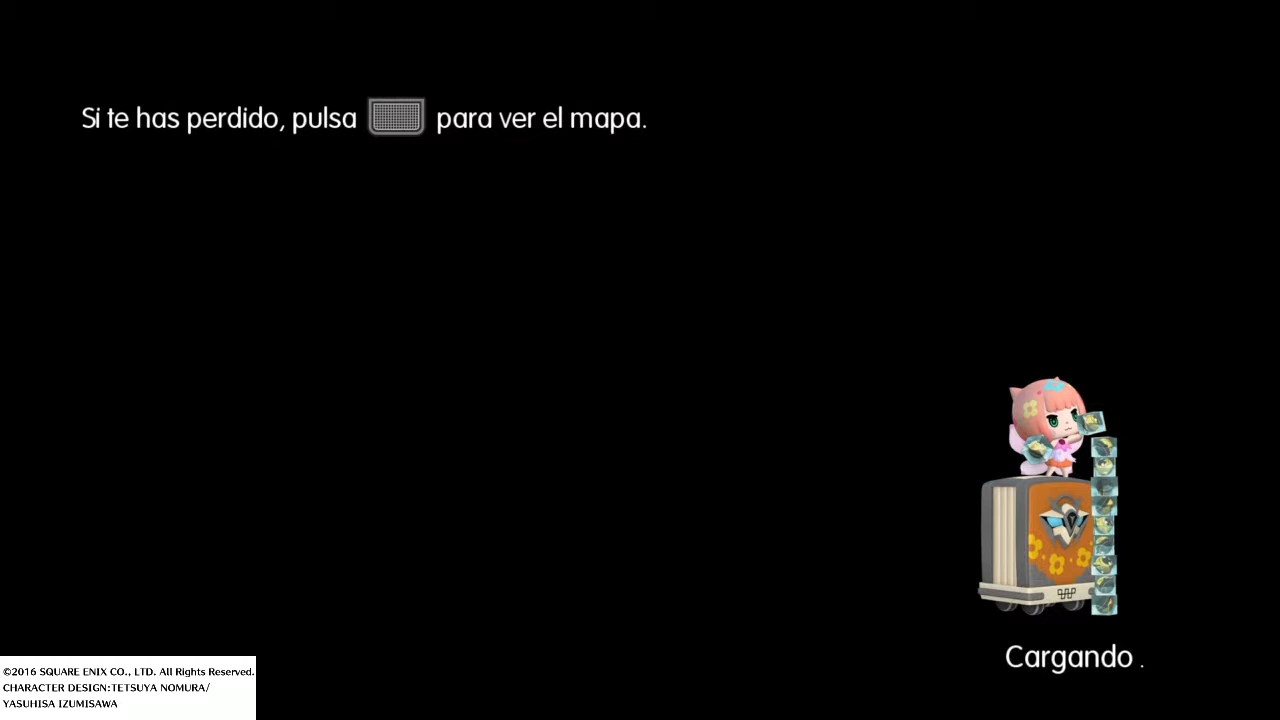 Si te has perdido, pulsa para ver el mapa.
Cargando .
©2016 SQUARE ENIX CO., LTD. All Rights Reserved.
CHARACTER DESIGN:TETSUYA NOMURA/
YASUHISA IZUMISAWA